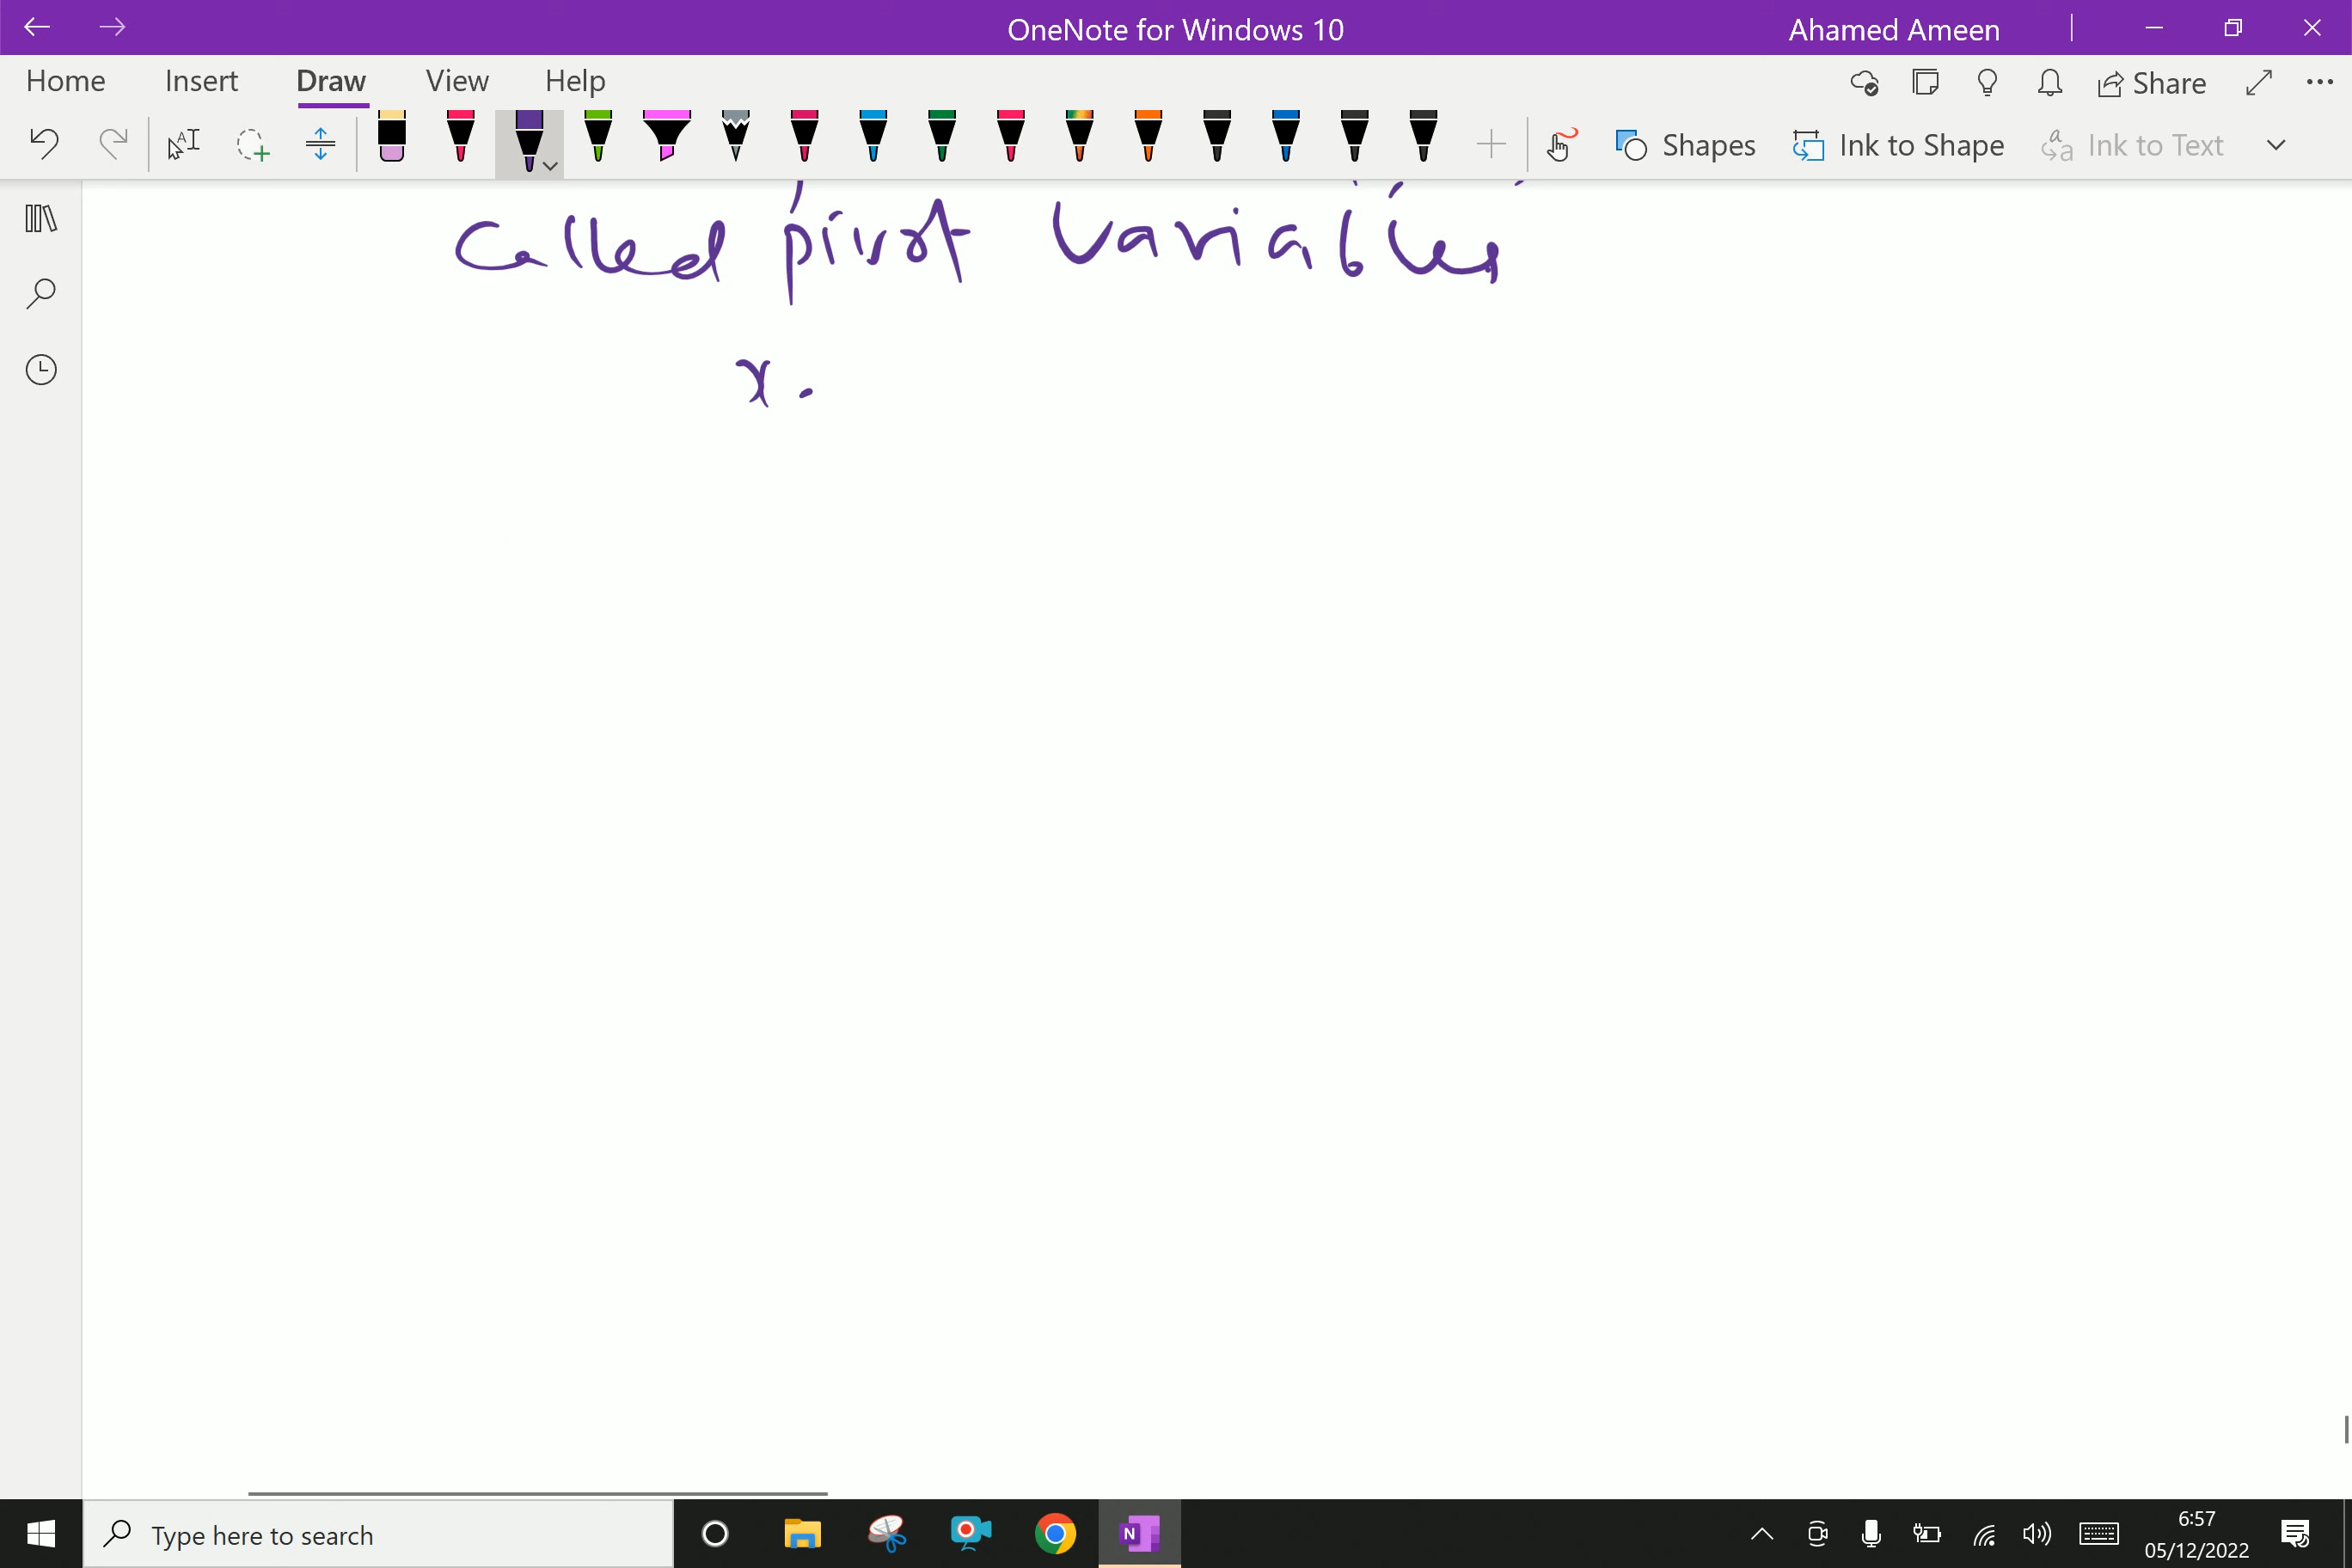 OneNote for Windows 10
Ahamed Ameen
Home Insert Draw View Help
Share
Shapes Ink to Shape Ink to Text
called pivot variables
x.
Type here to search
6:57
05/12/2022